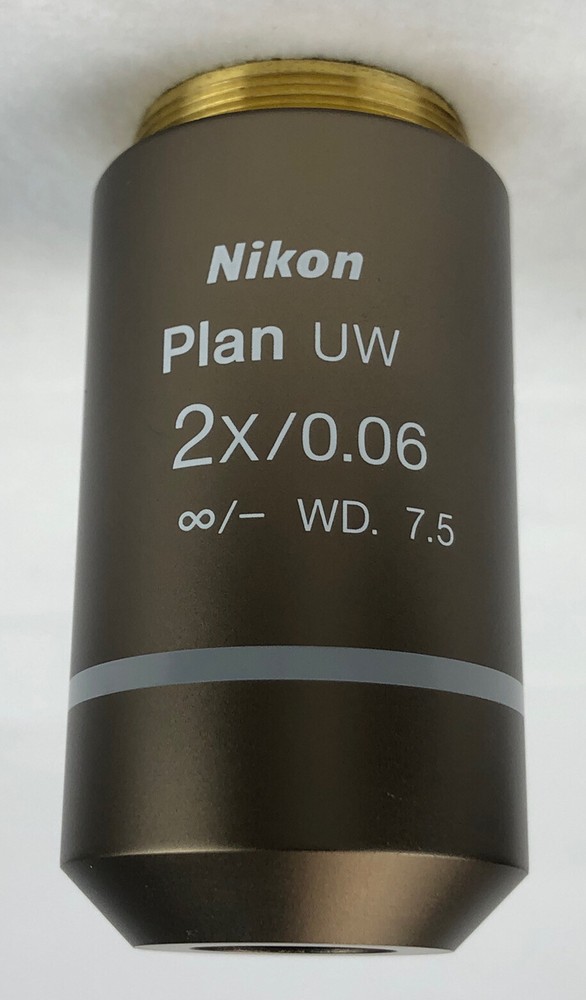 Nikon
Plan UW
2x/0.06
∞/– WD. 7.5